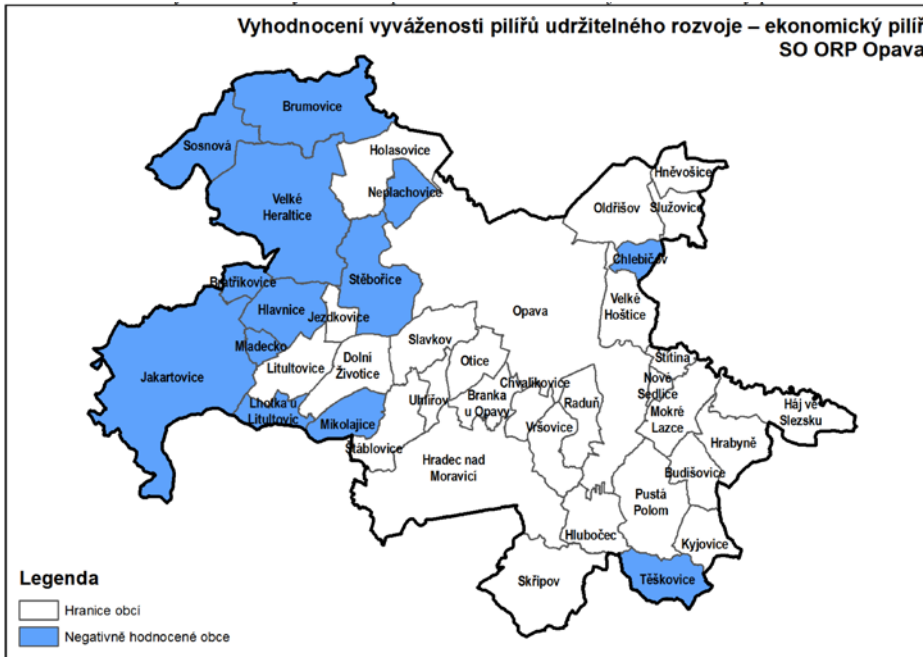 Vyhodnocení vyváženosti pilířů udržitelného rozvoje – ekonomický pilíř
SO ORP Opava
Brumovice
Sosnová
Holasovice
Neplachovice
Velké
Heraltice
Hněvošice
Oldřišov
Služovice
Chlebičov
Bratříkovice
Stěbořice
Hlavnice
Jezdkovice
Velké
Hoštice
Opava
Mladecko
Slavkov
Štítina
Jakartovice
Litultovice
Dolní
Životice
Otice
Nové
Sedlice
Chvalíkovice
Lhotka u
Litultovic
Uhlířov
Branka
u Opavy
Raduň
Háj ve
Slezsku
Mikolajice
Vršovice
Mokré
Lazce
Štáblovice
Hrabyně
Hradec nad
Moravicí
Budišovice
Pustá
Polom
Hlubočec
Kyjovice
Skřipov
Těškovice
Legenda
Hranice obcí
Negativně hodnocené obce